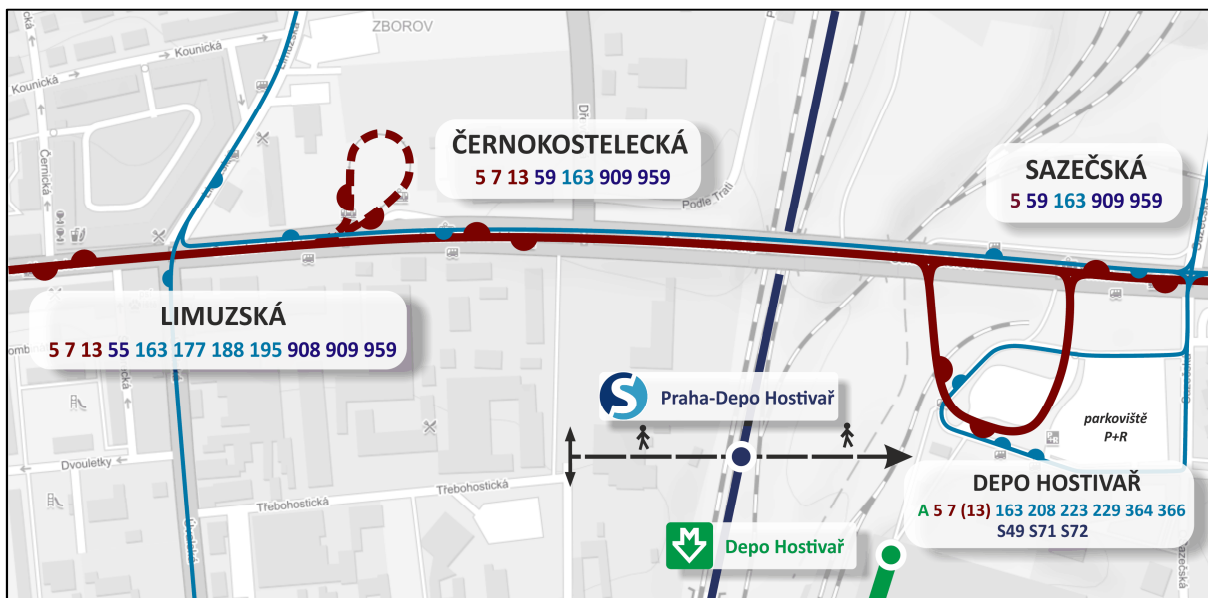 ZBOROV
Kounická
Kounická
Limuzská
Černická
ČERNOKOSTELECKÁ
5 7 13 59 163 909 959
Podle Trati
SAZEČSKÁ
5 59 163 909 959
LIMUZSKÁ
5 7 13 55 163 177 188 195 908 909 959
Praha-Depo Hostivař
parkoviště
P+R
P+R
Sazečská
Dvouletky
Třebohostická
Třebohostická
Úvalská
DEPO HOSTIVAŘ
A 5 7 (13) 163 208 223 229 364 366
S49 S71 S72
Depo Hostivař